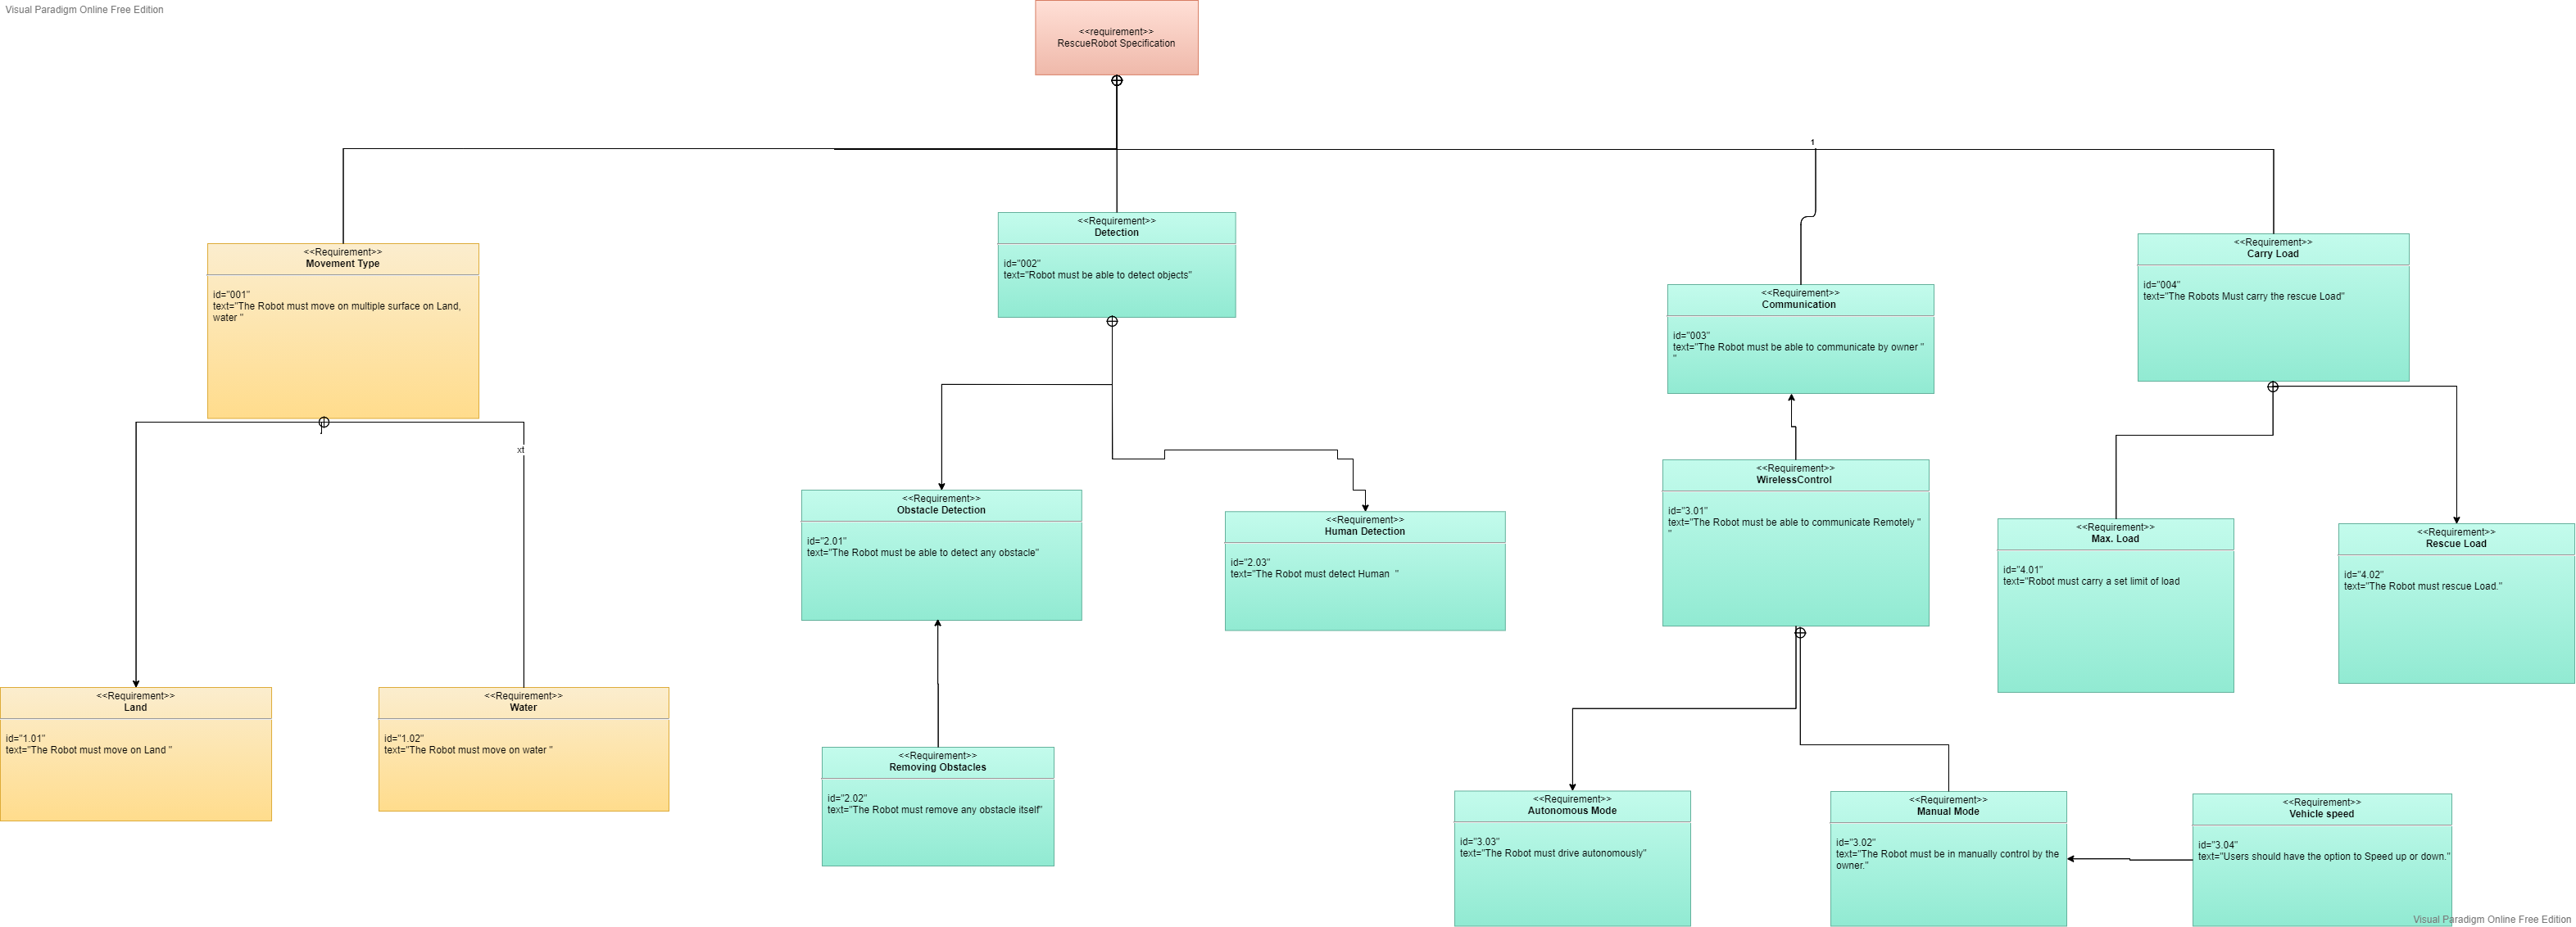 Visual Paradigm Online Free Edition
<<requirement>>
RescueRobot Specification
1
<<Requirement>>
Movement Type
id="001"
text="The Robot must move on multiple surface on Land,
water "
<<Requirement>>
Detection
id="002"
text="Robot must be able to detect objects"
<<Requirement>>
Communication
id="003"
text="The Robot must be able to communicate by owner "
"
<<Requirement>>
Carry Load
id="004"
text="The Robots Must carry the rescue Load"
xt
<<Requirement>>
Obstacle Detection
id="2.01"
text="The Robot must be able to detect any obstacle"
<<Requirement>>
Human Detection
id="2.03"
text="The Robot must detect Human  "
<<Requirement>>
WirelessControl
id="3.01"
text="The Robot must be able to communicate Remotely "
"
<<Requirement>>
Max. Load
id="4.01"
text="Robot must carry a set limit of load
<<Requirement>>
Rescue Load
id="4.02"
text="The Robot must rescue Load."
<<Requirement>>
Land
id="1.01"
text="The Robot must move on Land "
<<Requirement>>
Water
id="1.02"
text="The Robot must move on water "
<<Requirement>>
Removing Obstacles
id="2.02"
text="The Robot must remove any obstacle itself"
<<Requirement>>
Autonomous Mode
id="3.03"
text="The Robot must drive autonomously"
<<Requirement>>
Manual Mode
id="3.02"
text="The Robot must be in manually control by the
owner."
<<Requirement>>
Vehicle speed
id="3.04"
text="Users should have the option to Speed up or down."
Visual Paradigm Online Free Edition